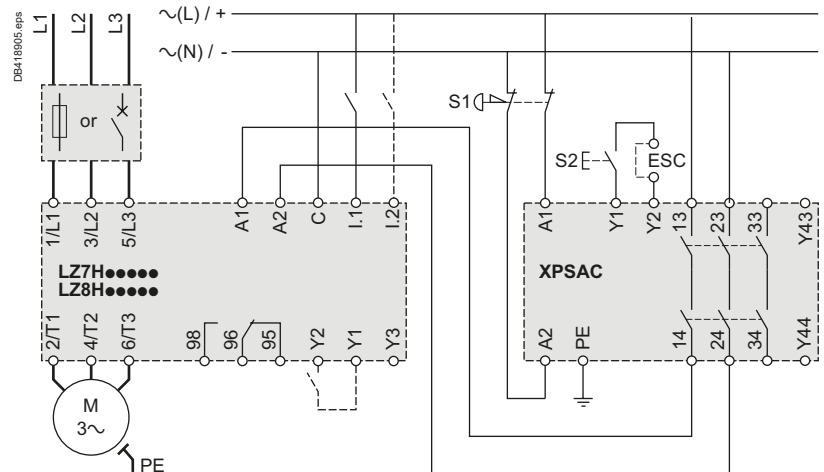 DB418905.eps
L1 L2 L3
∼(L) / +
∼(N) / -
or
S1
S2 ESC
1/L1 3/L2 5/L3 A1 A2 C I.1 I.2
A1 Y1 Y2 13 23 33 Y43
LZ7H●●●●●
LZ8H●●●●●
XPSAC
2/T1 4/T2 6/T3 98 96 95 Y2 Y1 Y3
A2 PE 14 24 34 Y44
M
3∼
PE